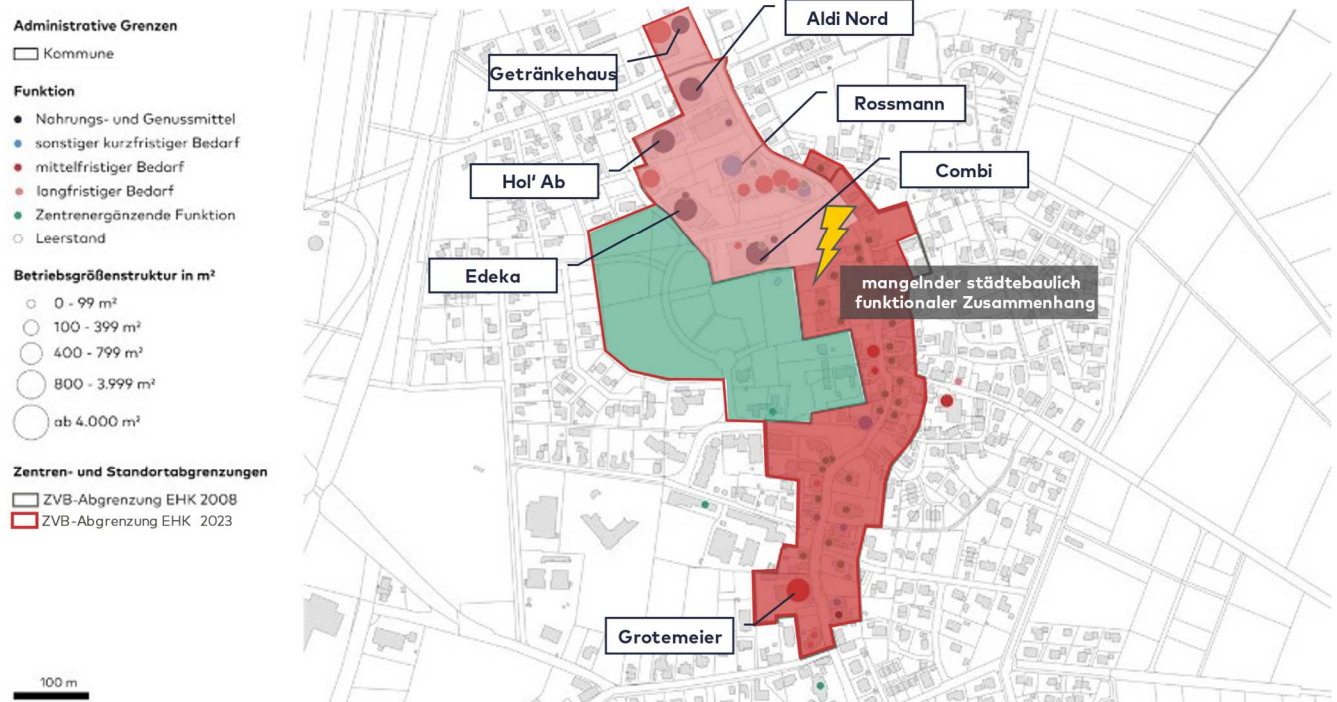 Administrative Grenzen
Kommune
Funktion
Nahrungs- und Genussmittel
sonstiger kurzfristiger Bedarf
mittelfristiger Bedarf
langfristiger Bedarf
Zentrenergänzende Funktion
Leerstand
Betriebsgrößenstruktur in m²
0 - 99 m²
100 - 399 m²
400 - 799 m²
800 - 3.999 m²
ab 4.000 m²
Zentren- und Standortabgrenzungen
ZVB-Abgrenzung EHK 2008
ZVB-Abgrenzung EHK 2023
100 m
Aldi Nord
Getränkehaus
Rossmann
Combi
Hol' Ab
Edeka
mangelnder städtebaulich
funktionaler Zusammenhang
Grotemeier